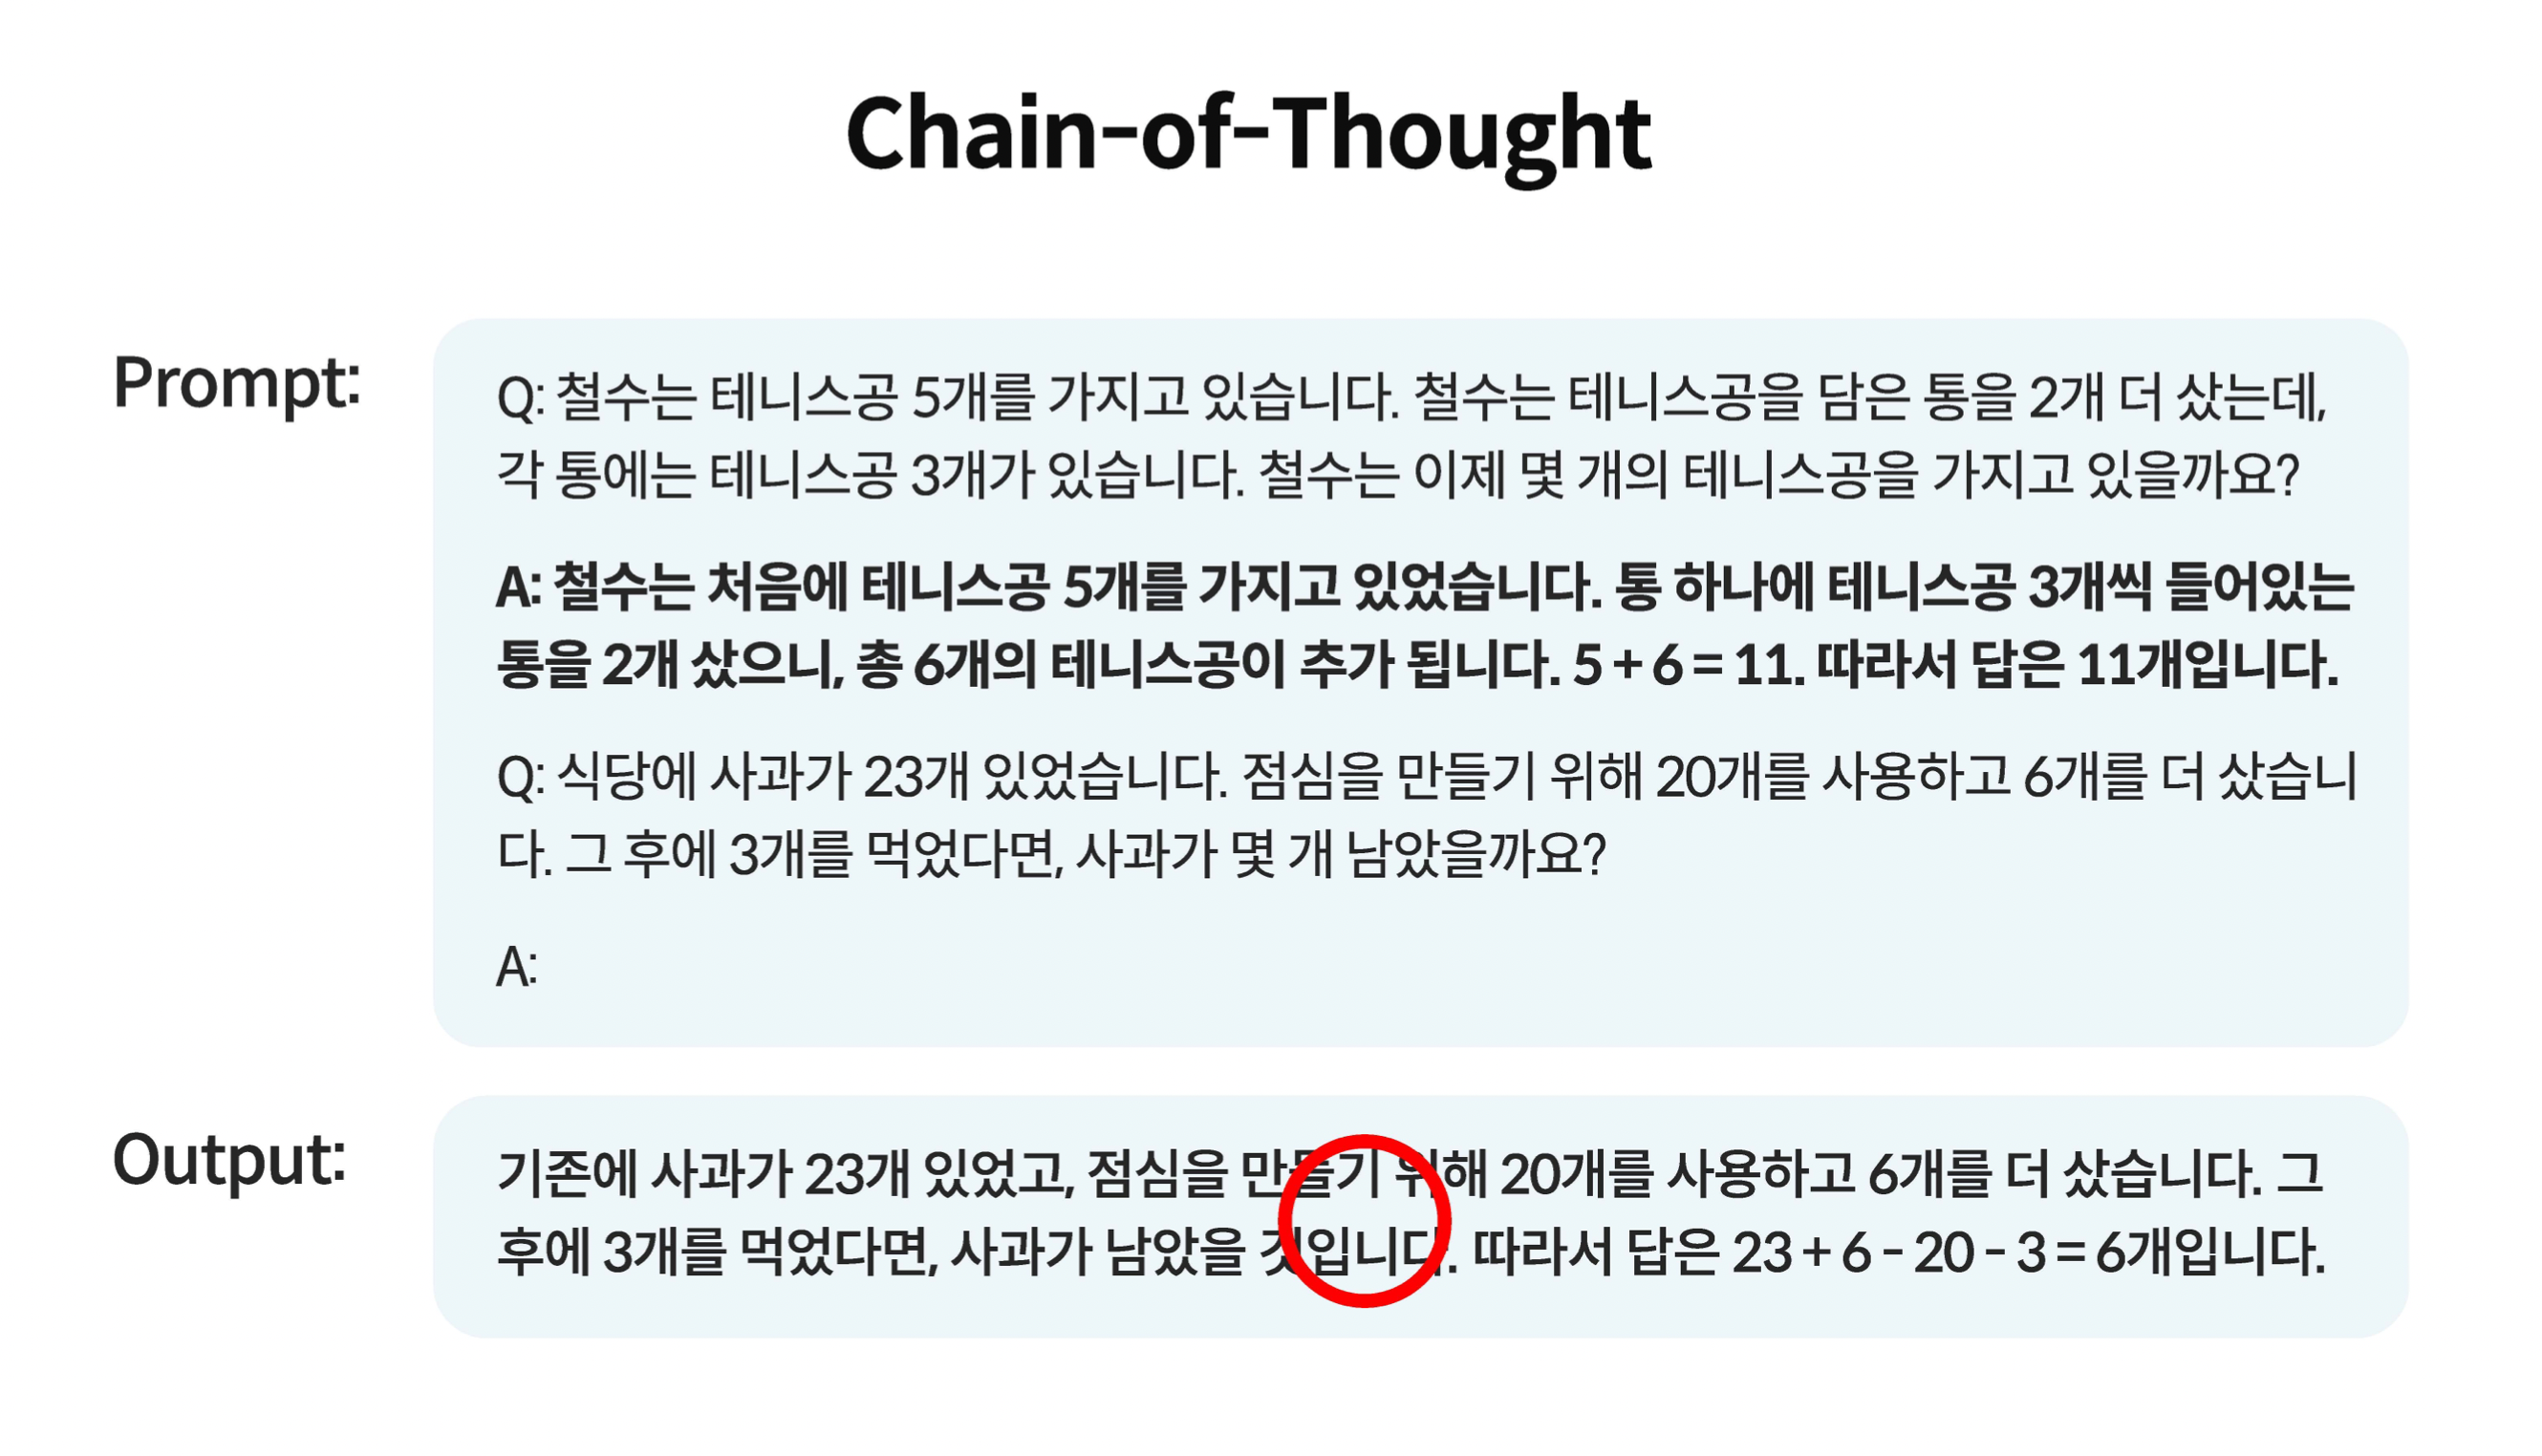 Chain-of-Thought
Prompt:
Q: 철수는 테니스공 5개를 가지고 있습니다. 철수는 테니스공을 담은 통을 2개 더 샀는데,
각 통에는 테니스공 3개가 있습니다. 철수는 이제 몇 개의 테니스공을 가지고 있을까요?
A: 철수는 처음에 테니스공 5개를 가지고 있었습니다. 통 하나에 테니스공 3개씩 들어있는
통을 2개 샀으니, 총 6개의 테니스공이 추가 됩니다. 5 + 6 = 11. 따라서 답은 11개입니다.
Q: 식당에 사과가 23개 있었습니다. 점심을 만들기 위해 20개를 사용하고 6개를 더 샀습니
다. 그 후에 3개를 먹었다면, 사과가 몇 개 남았을까요?
A:
Output:
기존에 사과가 23개 있었고, 점심을 만들기 위해 20개를 사용하고 6개를 더 샀습니다. 그
후에 3개를 먹었다면, 사과가 남았을 것입니다. 따라서 답은 23 + 6 - 20 - 3 = 6개입니다.